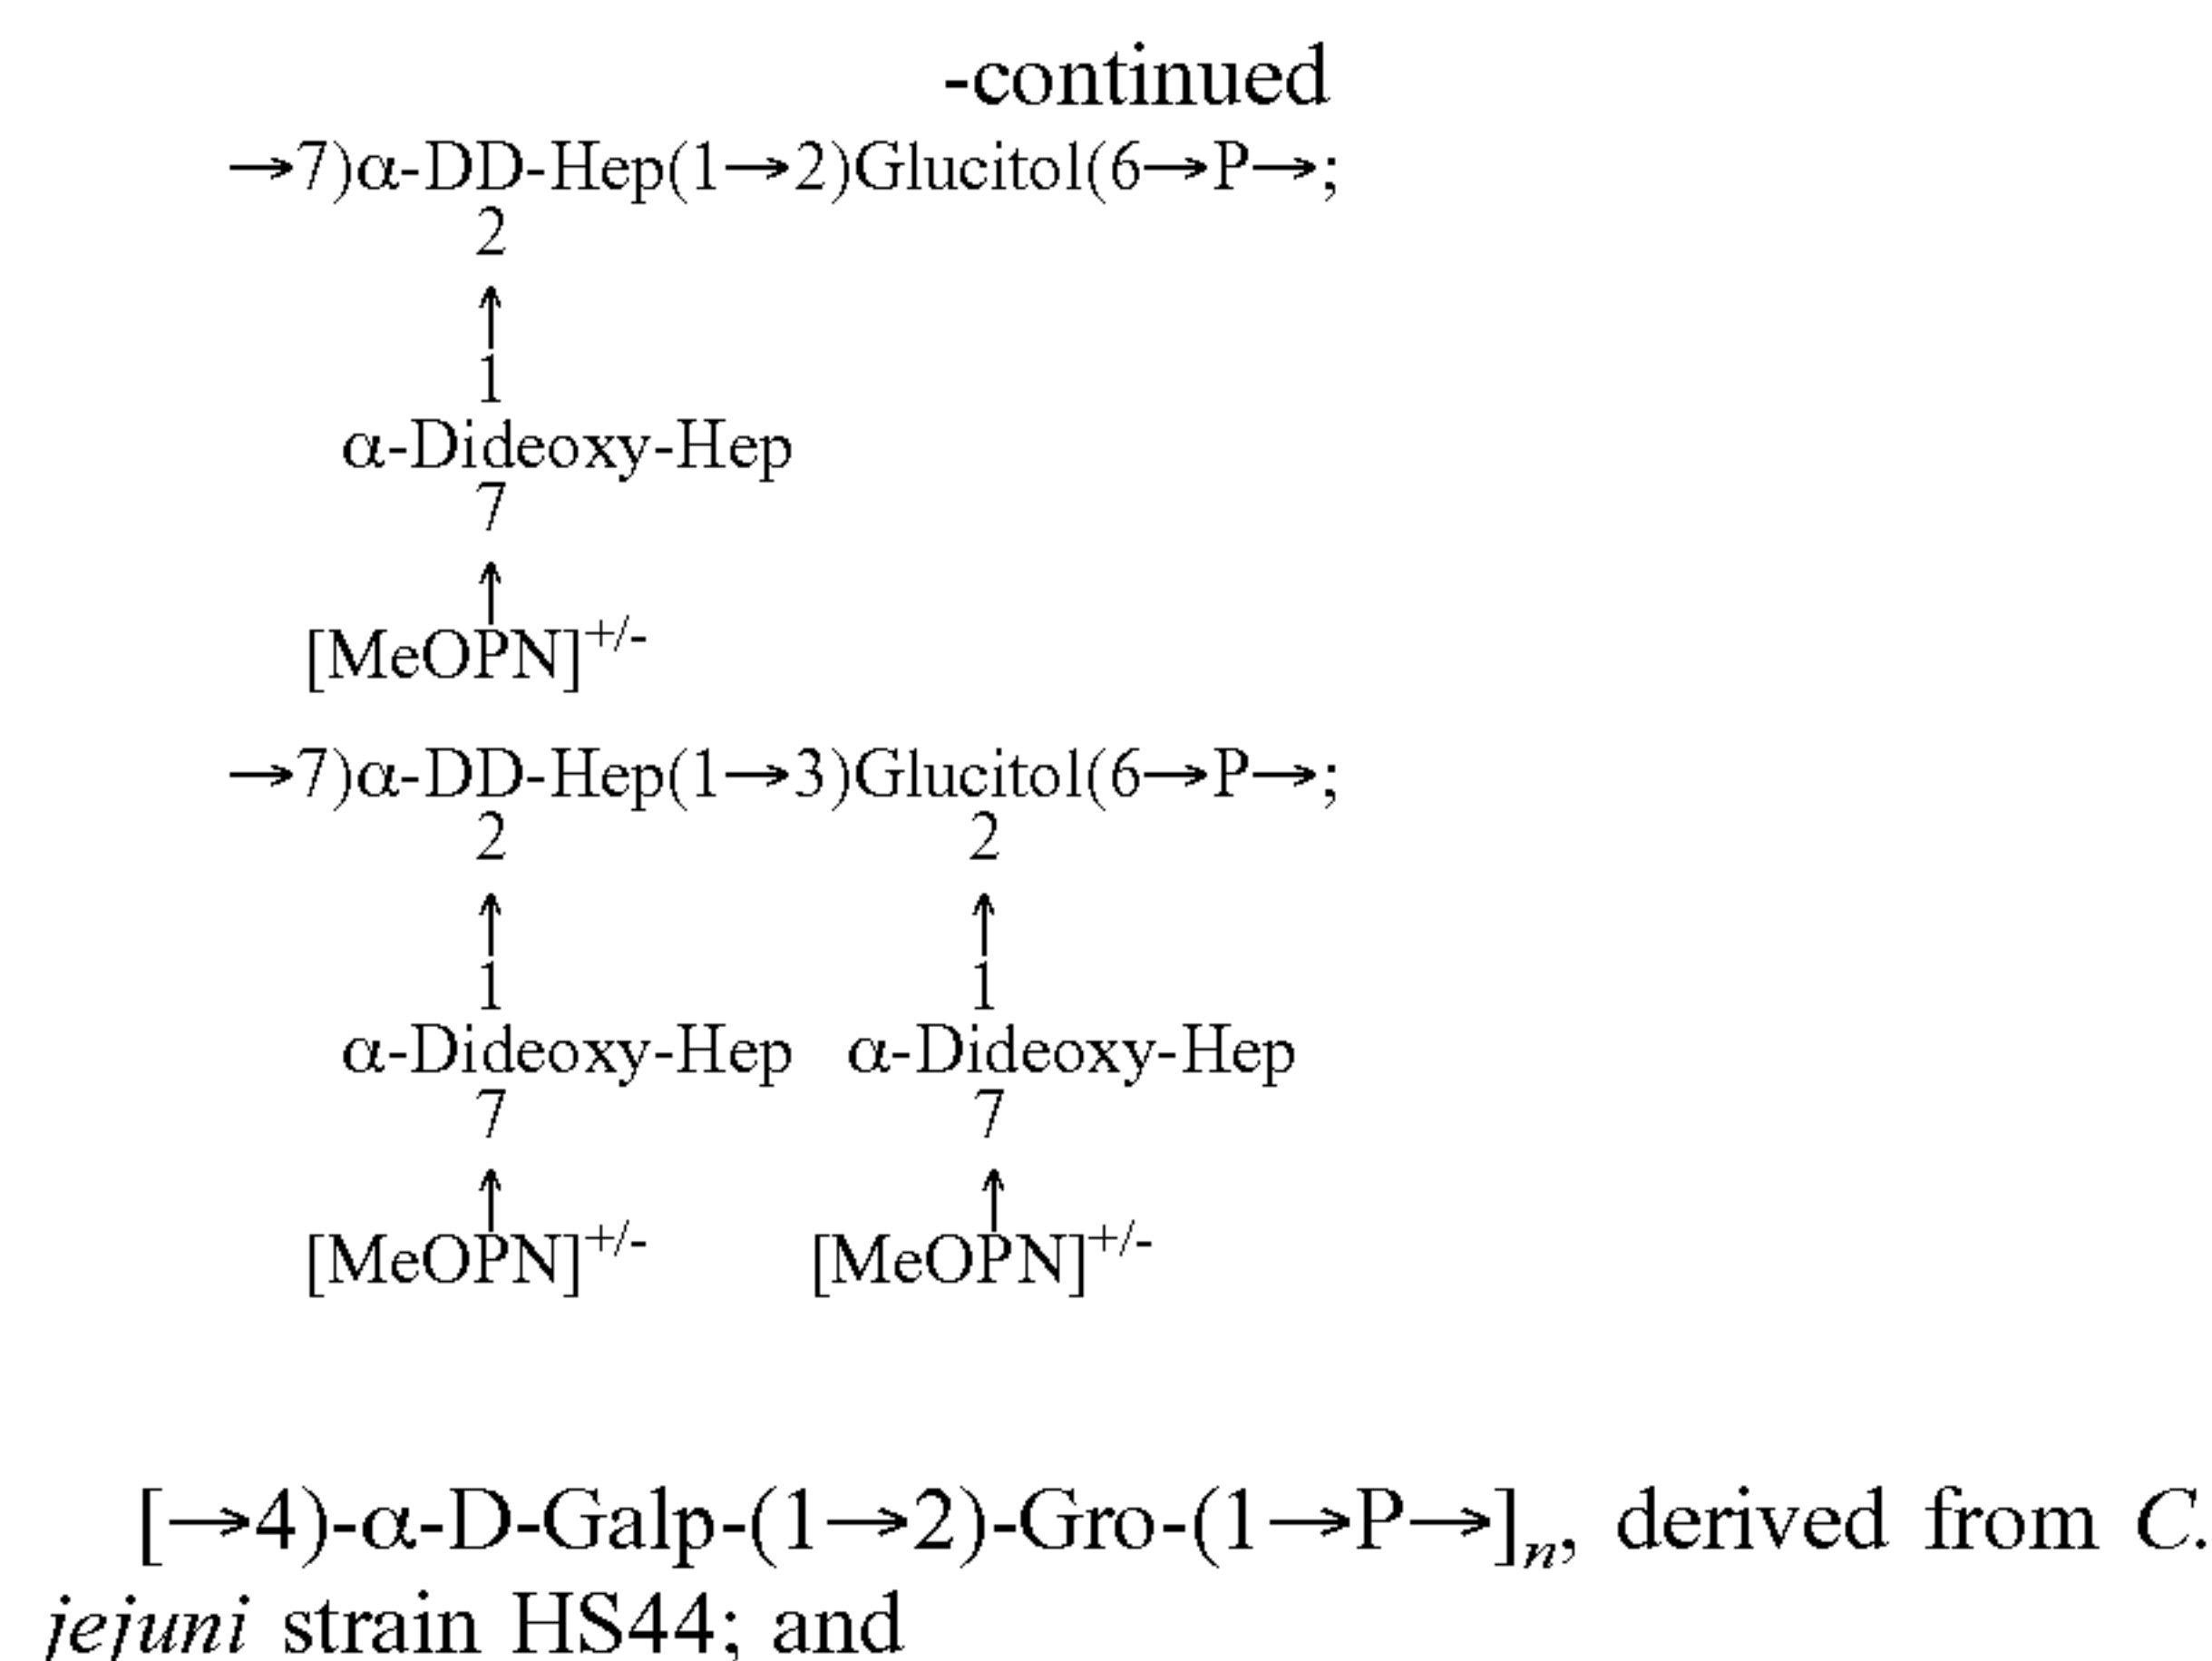 -continued
→7)α-DD-Hep(1→2)Glucitol(6→P→;
2
↑
1
α-Dideoxy-Hep
7
↑
[MeOPN]+/-
→7)α-DD-Hep(1→3)Glucitol(6→P→;
2 2
↑ ↑
1 1
α-Dideoxy-Hep α-Dideoxy-Hep
7 7
↑ ↑
[MeOPN]+/- [MeOPN]+/-
[→4)-α-D-Galp-(1→2)-Gro-(1→P→]n, derived from C.
jejuni strain HS44; and